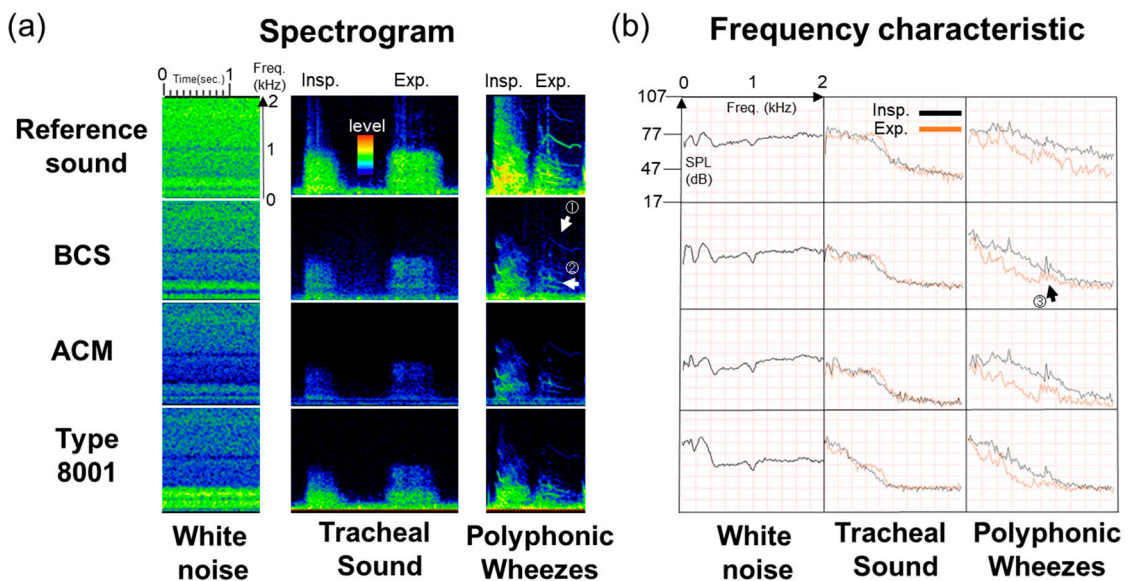 (a)
Spectrogram
0 Time(sec.) 1
Freq.
(kHz)
2
1
0
Insp. Exp.
Insp. Exp.
level
Reference
sound
BCS
①
②
ACM
Type
8001
White
noise
Tracheal
Sound
Polyphonic
Wheezes
(b)
Frequency characteristic
0 1 2
Freq. (kHz)
107
77
47
17
SPL
(dB)
Insp.
Exp.
③
White
noise
Tracheal
Sound
Polyphonic
Wheezes